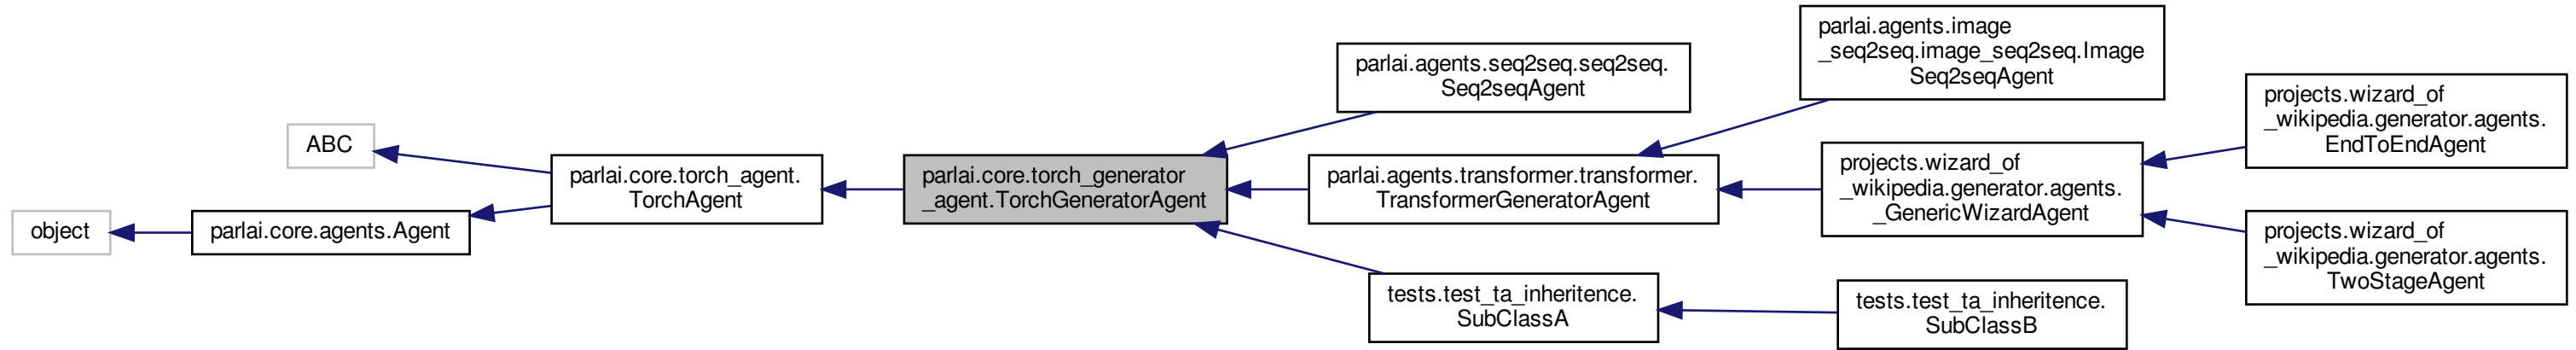 object
ABC
parlai.core.agents.Agent
parlai.core.torch_agent.
TorchAgent
parlai.core.torch_generator
_agent.TorchGeneratorAgent
parlai.agents.seq2seq.seq2seq.
Seq2seqAgent
parlai.agents.transformer.transformer.
TransformerGeneratorAgent
tests.test_ta_inheritence.
SubClassA
parlai.agents.image
_seq2seq.image_seq2seq.Image
Seq2seqAgent
projects.wizard_of
_wikipedia.generator.agents.
_GenericWizardAgent
tests.test_ta_inheritence.
SubClassB
projects.wizard_of
_wikipedia.generator.agents.
EndToEndAgent
projects.wizard_of
_wikipedia.generator.agents.
TwoStageAgent